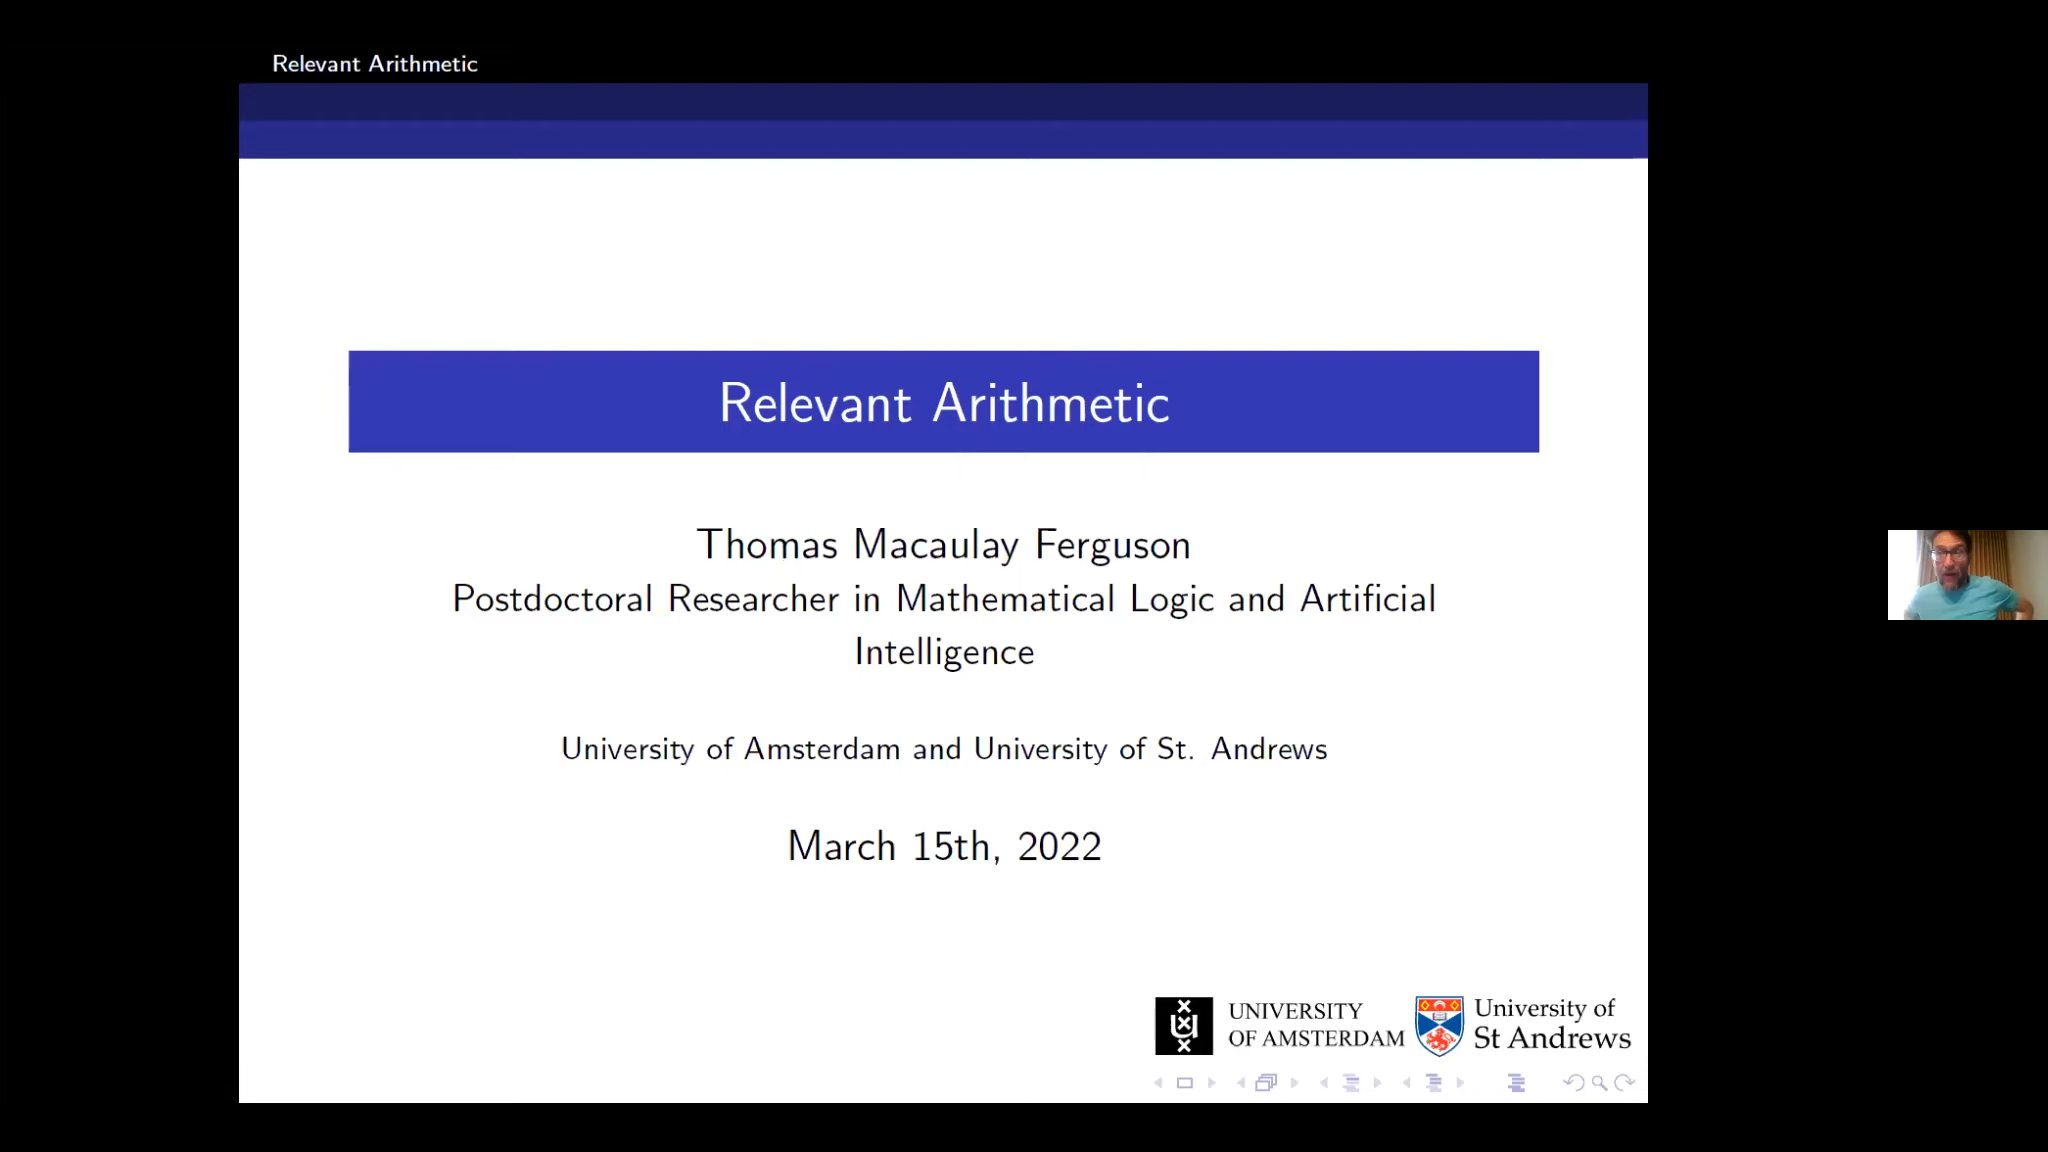 Relevant Arithmetic
Relevant Arithmetic
Thomas Macaulay Ferguson
Postdoctoral Researcher in Mathematical Logic and Artificial
Intelligence
University of Amsterdam and University of St. Andrews
March 15th, 2022
UNIVERSITY
OF AMSTERDAM
University of
St Andrews